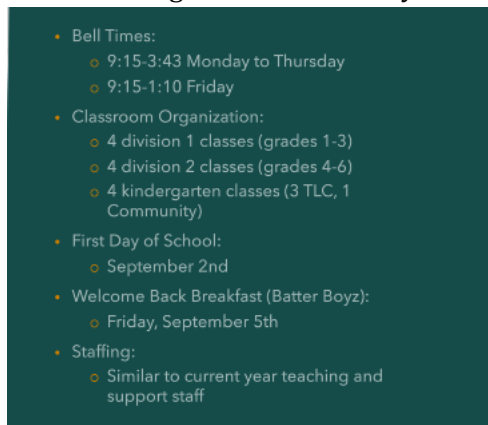 • Bell Times:
o 9:15-3:43 Monday to Thursday
o 9:15-1:10 Friday
• Classroom Organization:
o 4 division 1 classes (grades 1-3)
o 4 division 2 classes (grades 4-6)
o 4 kindergarten classes (3 TLC, 1
Community)
• First Day of School:
o September 2nd
• Welcome Back Breakfast (Batter Boyz):
o Friday, September 5th
• Staffing:
o Similar to current year teaching and
support staff